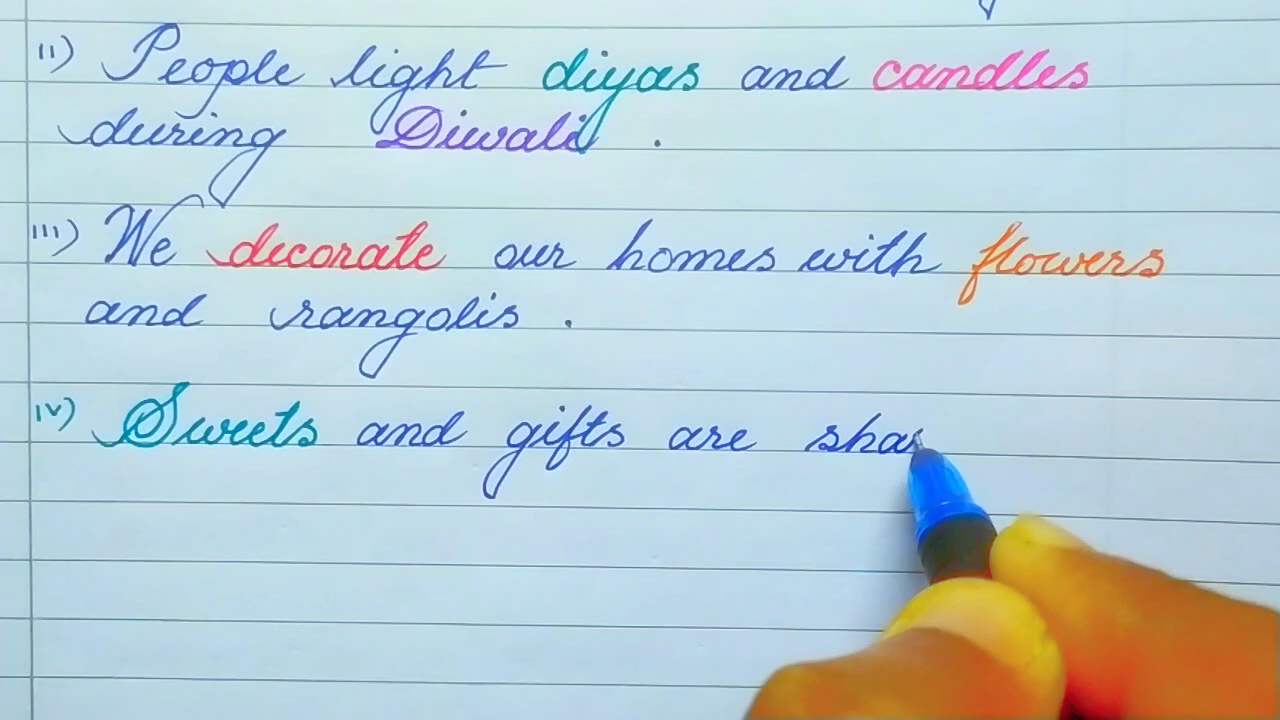 ii) People light diyas and candles
during Diwali .
iii) We decorate our homes with flowers
and rangolis .
iv) Sweets and gifts are sha